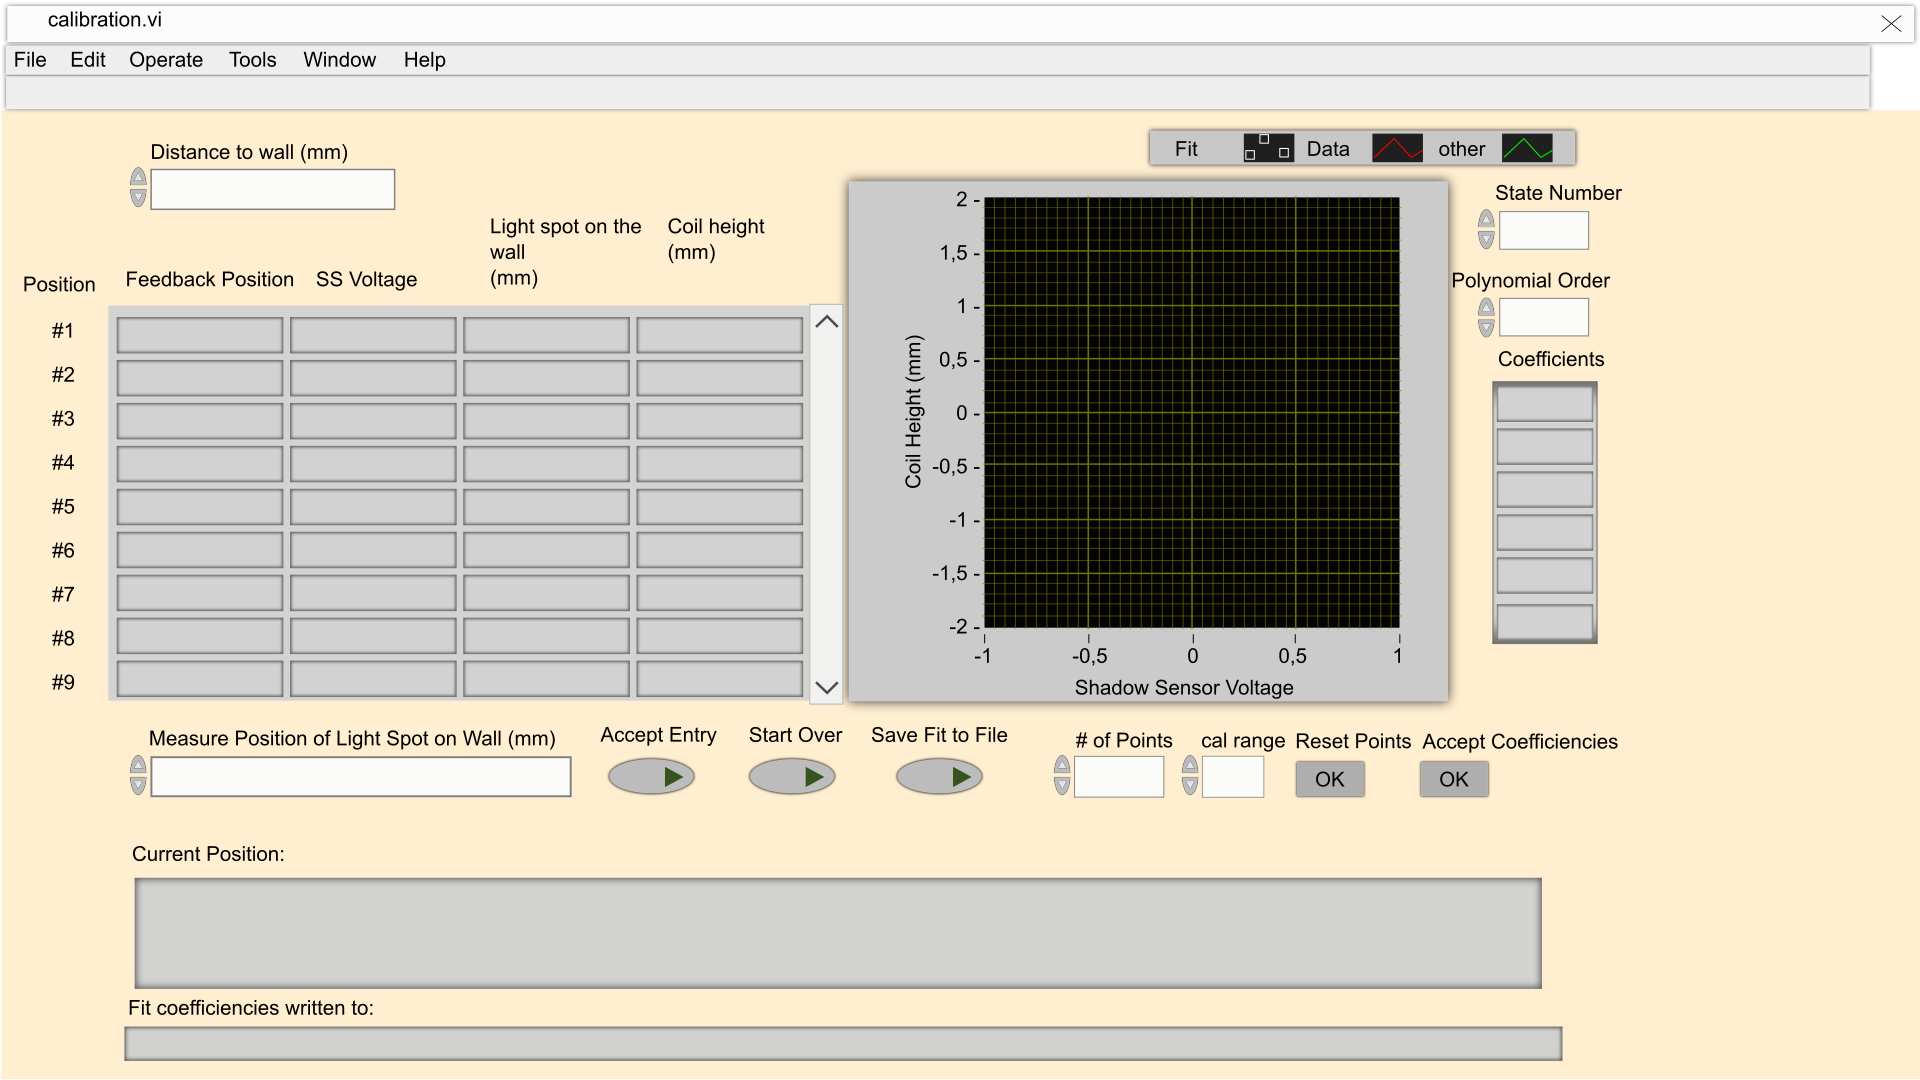 calibration.vi
File Edit Operate Tools Window Help
Distance to wall (mm)
Fit Data other
State Number
Polynomial Order
Coefficients
Position Feedback Position SS Voltage
Light spot on the
wall
(mm)
Coil height
(mm)
#1
#2
#3
#4
#5
#6
#7
#8
#9
Coil Height (mm)
2
1,5
1
0,5
0
-0,5
-1
-1,5
-2
-1 -0,5 0 0,5 1
Shadow Sensor Voltage
Measure Position of Light Spot on Wall (mm)
Accept Entry Start Over Save Fit to File
# of Points cal range Reset Points Accept Coefficiencies
OK OK
Current Position:
Fit coefficiencies written to: